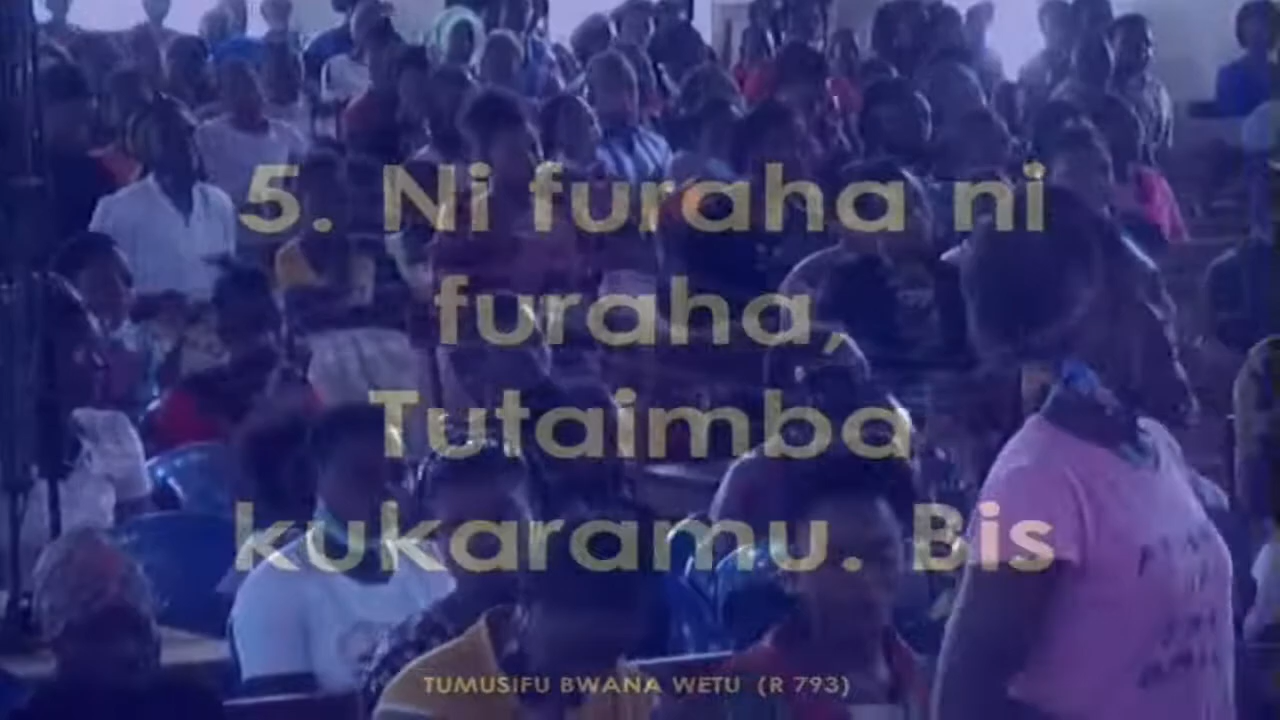 5. Ni furaha ni
furaha,
Tutaimba
kukaramu. Bis
TUMUSIFU BWANA WETU (R 793)